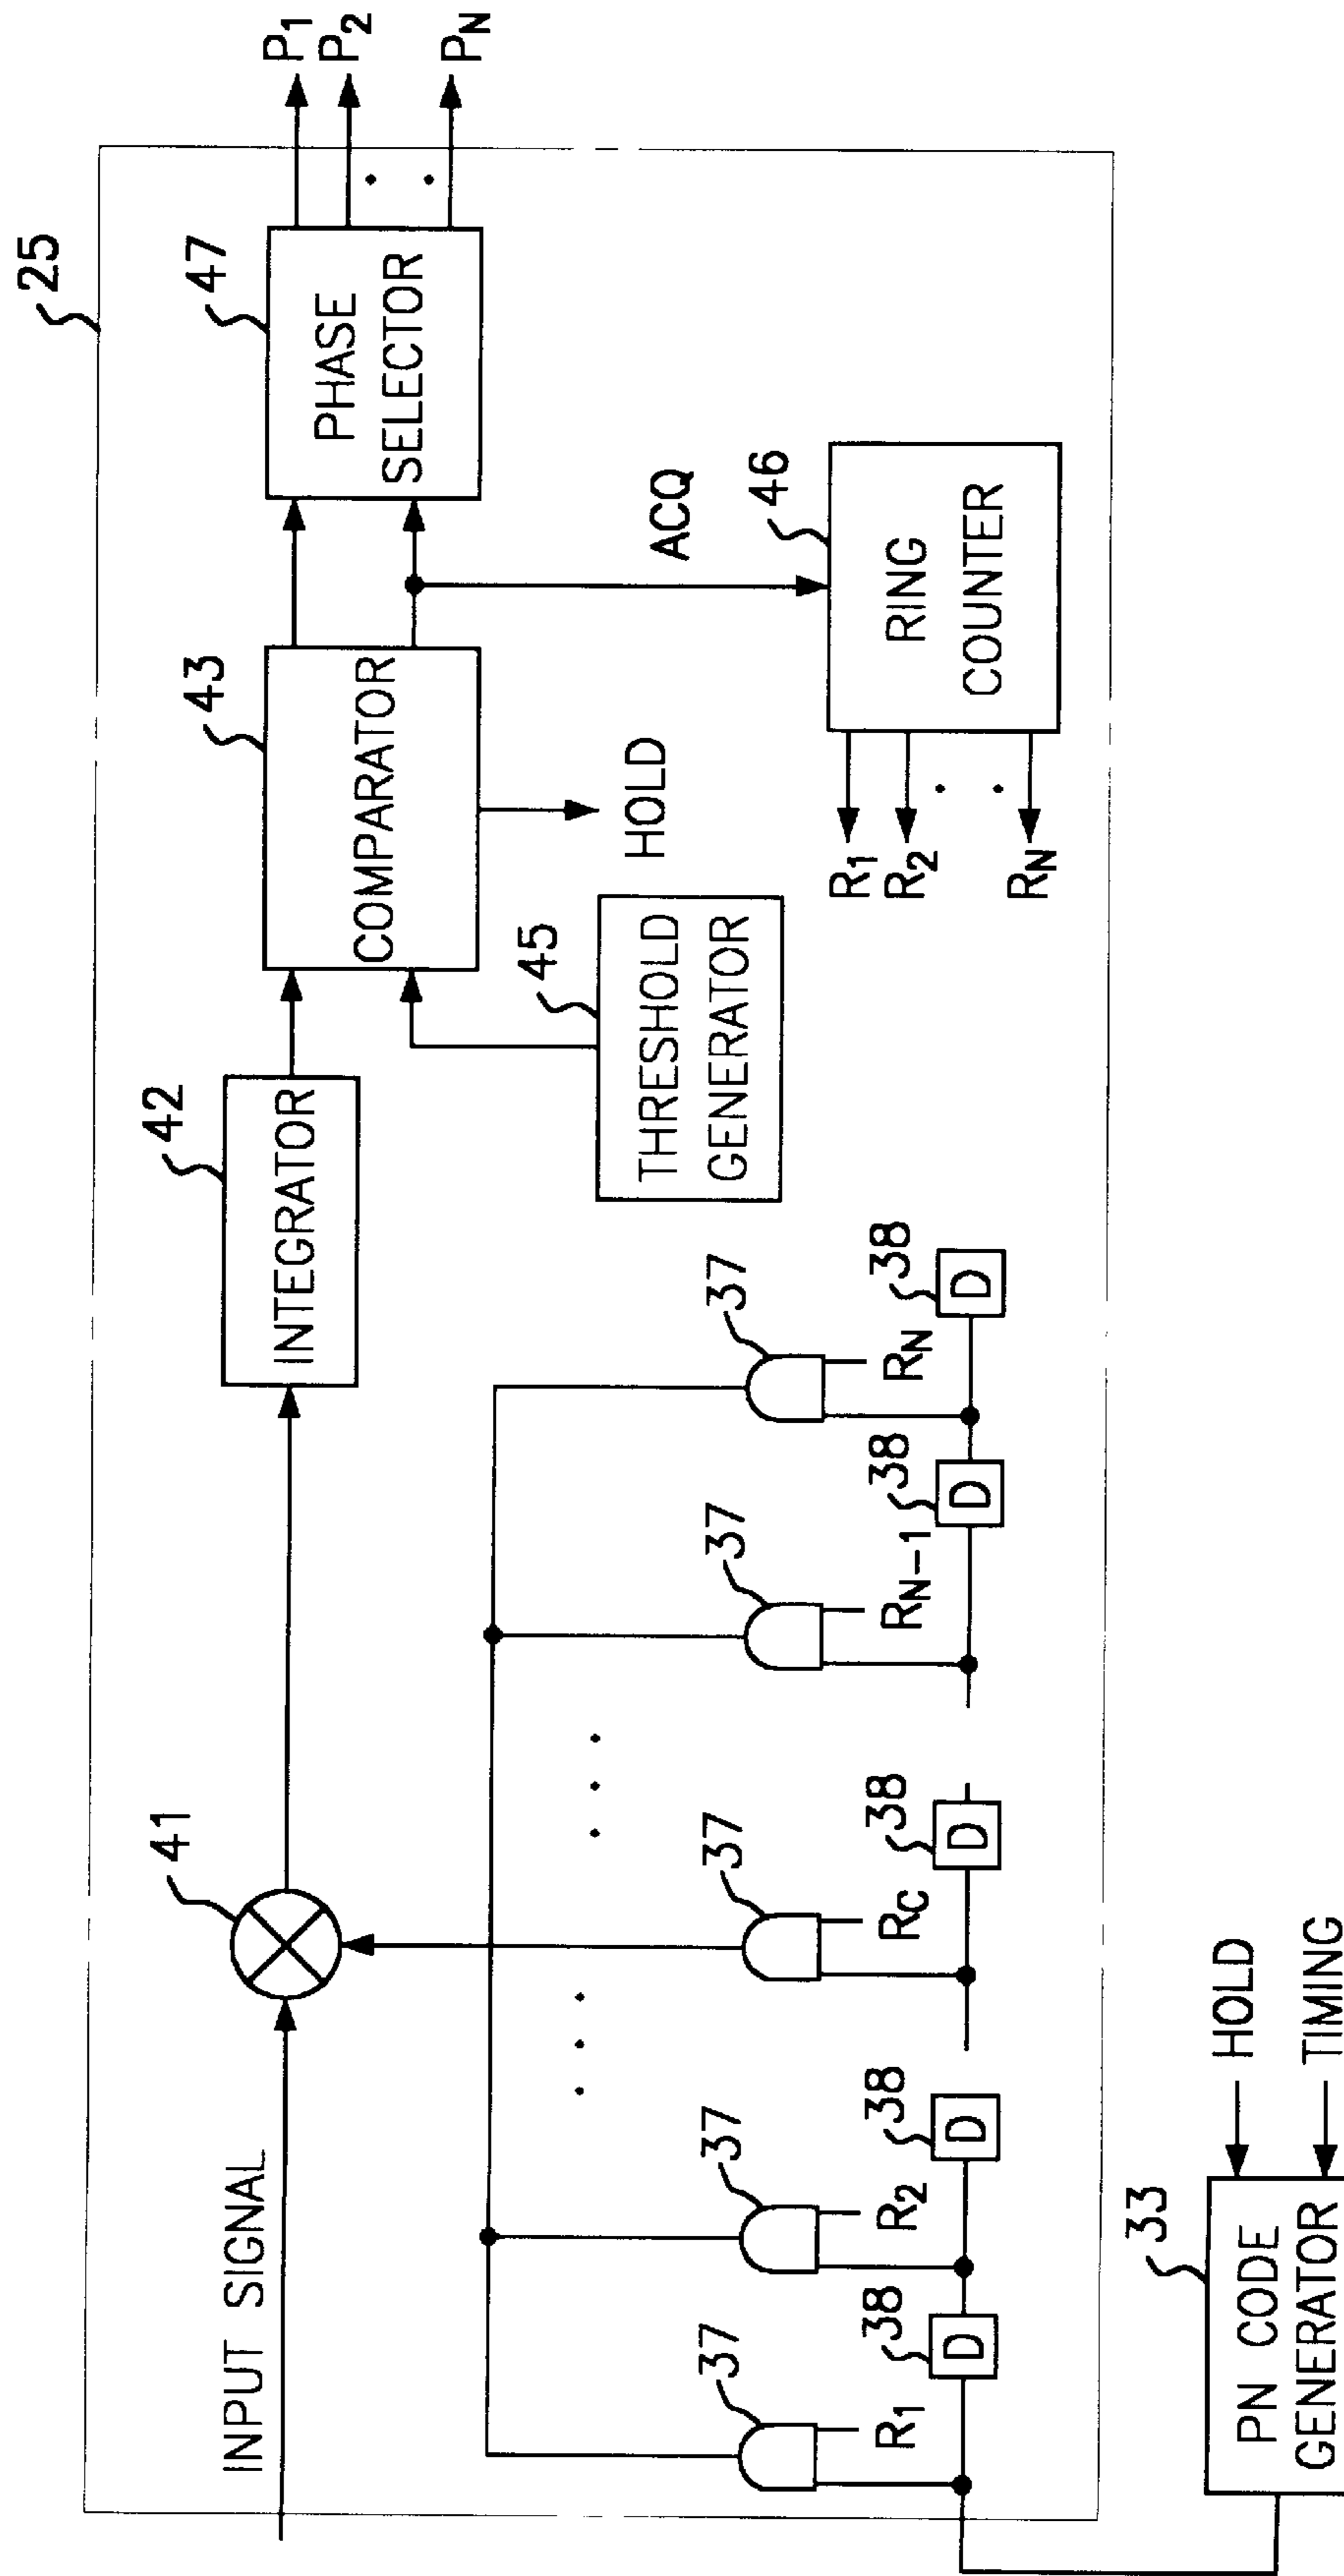 25
INPUT SIGNAL
41
42
INTEGRATOR
43
COMPARATOR
47
PHASE
SELECTOR
P1
P2
PN
45
THRESHOLD
GENERATOR
HOLD
ACQ
46
RING
COUNTER
R1
R2
RN
37
37
37
37
37
R1
R2
RC
RN-1
RN
38
38
38
38
38
D
D
D
D
D
33
PN CODE
GENERATOR
HOLD
TIMING